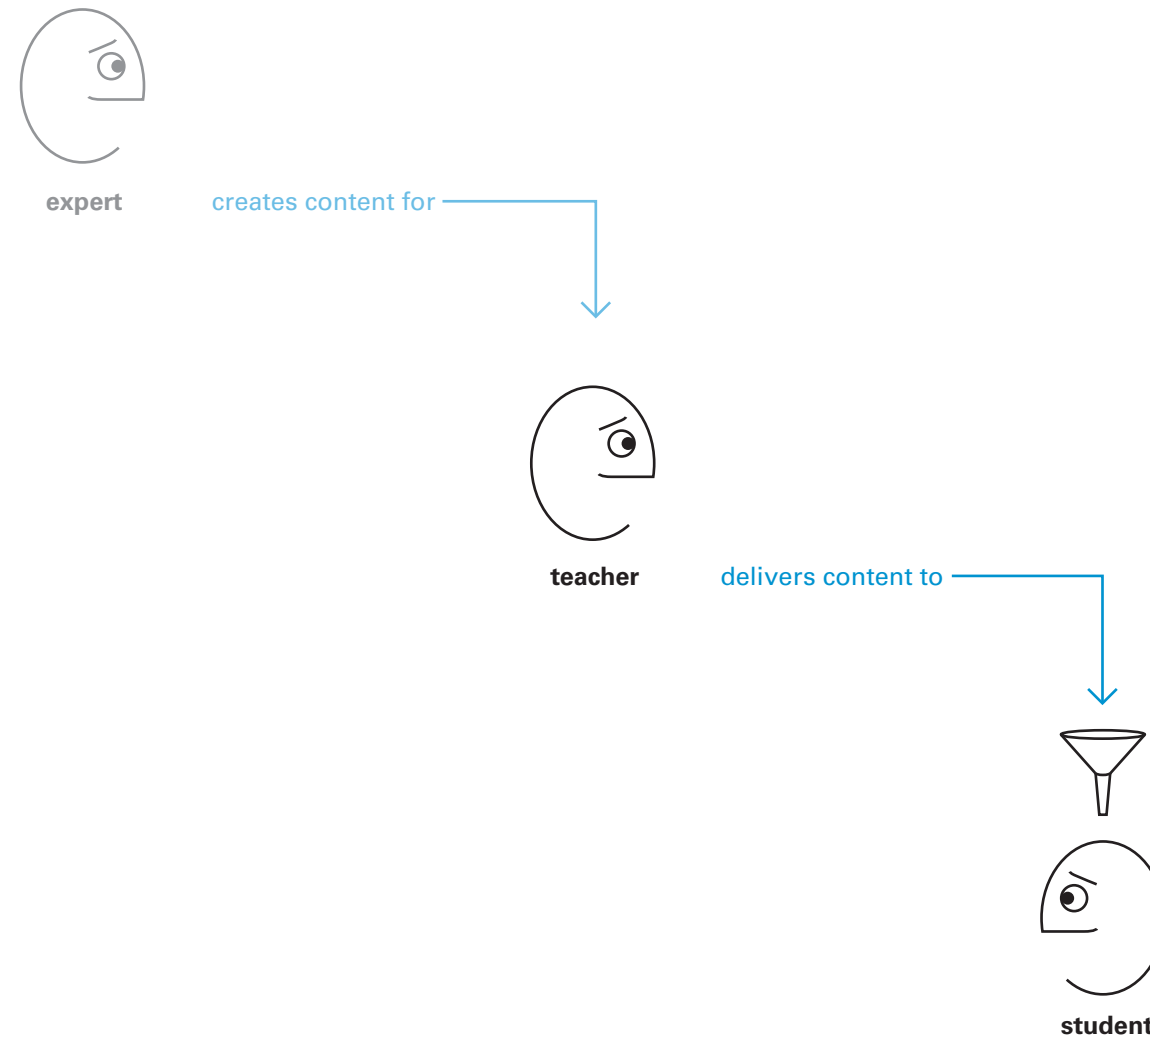 expert
creates content for
teacher
delivers content to
student